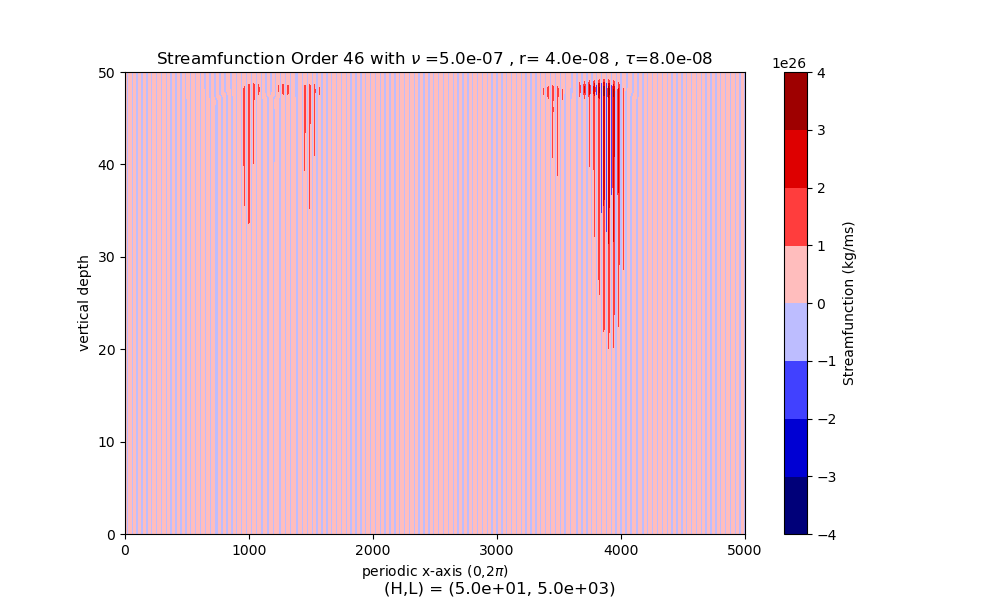 Streamfunction Order 46 with ν =5.0e-07 , r= 4.0e-08 , τ=8.0e-08
1e26
50
40
30
20
10
0
vertical depth
0 1000 2000 3000 4000 5000
periodic x-axis (0,2π)
(H,L) = (5.0e+01, 5.0e+03)
4
3
2
1
0
−1
−2
−3
−4
Streamfunction (kg/ms)